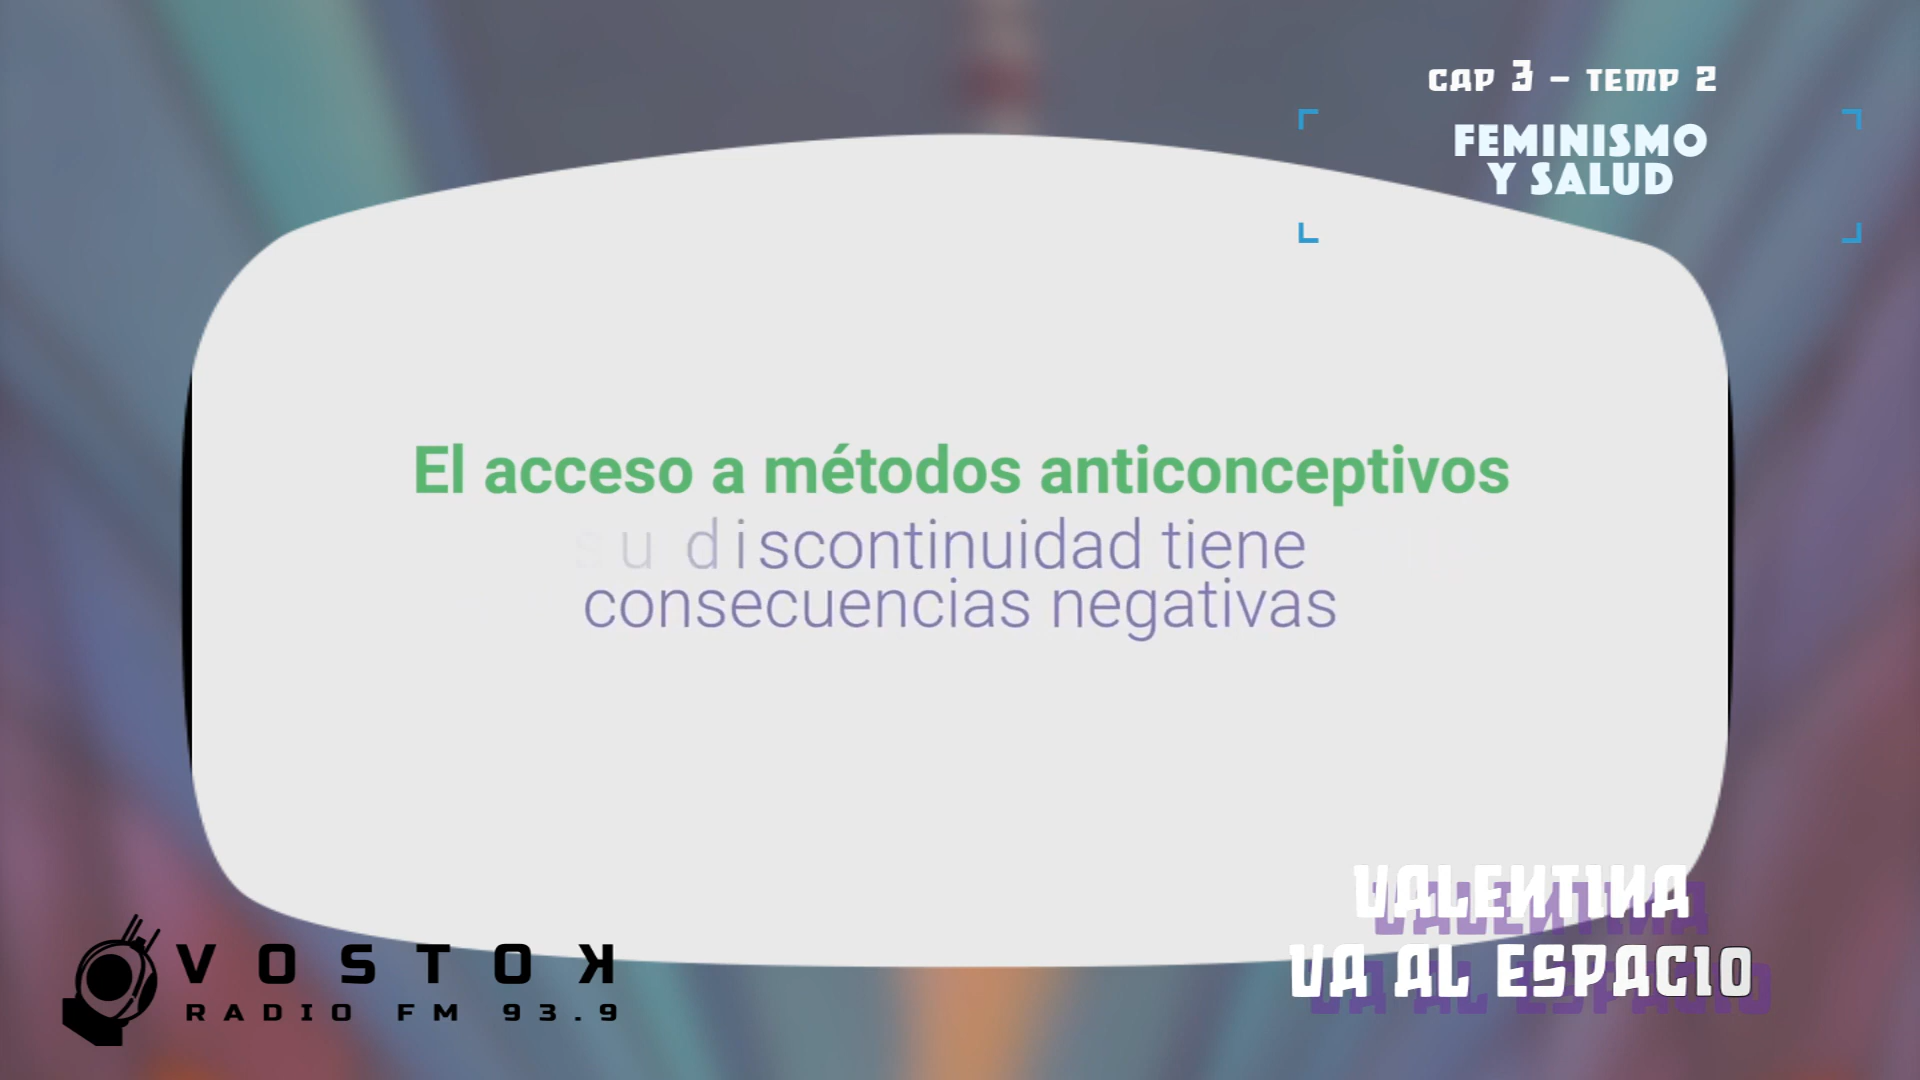 CAP 3 - TEMP 2
FEMINISMO
Y SALUD
El acceso a métodos anticonceptivos
su discontinuidad tiene
consecuencias negativas
VALENTINA
VA AL ESPACIO
VOSTOK
RADIO FM 93.9